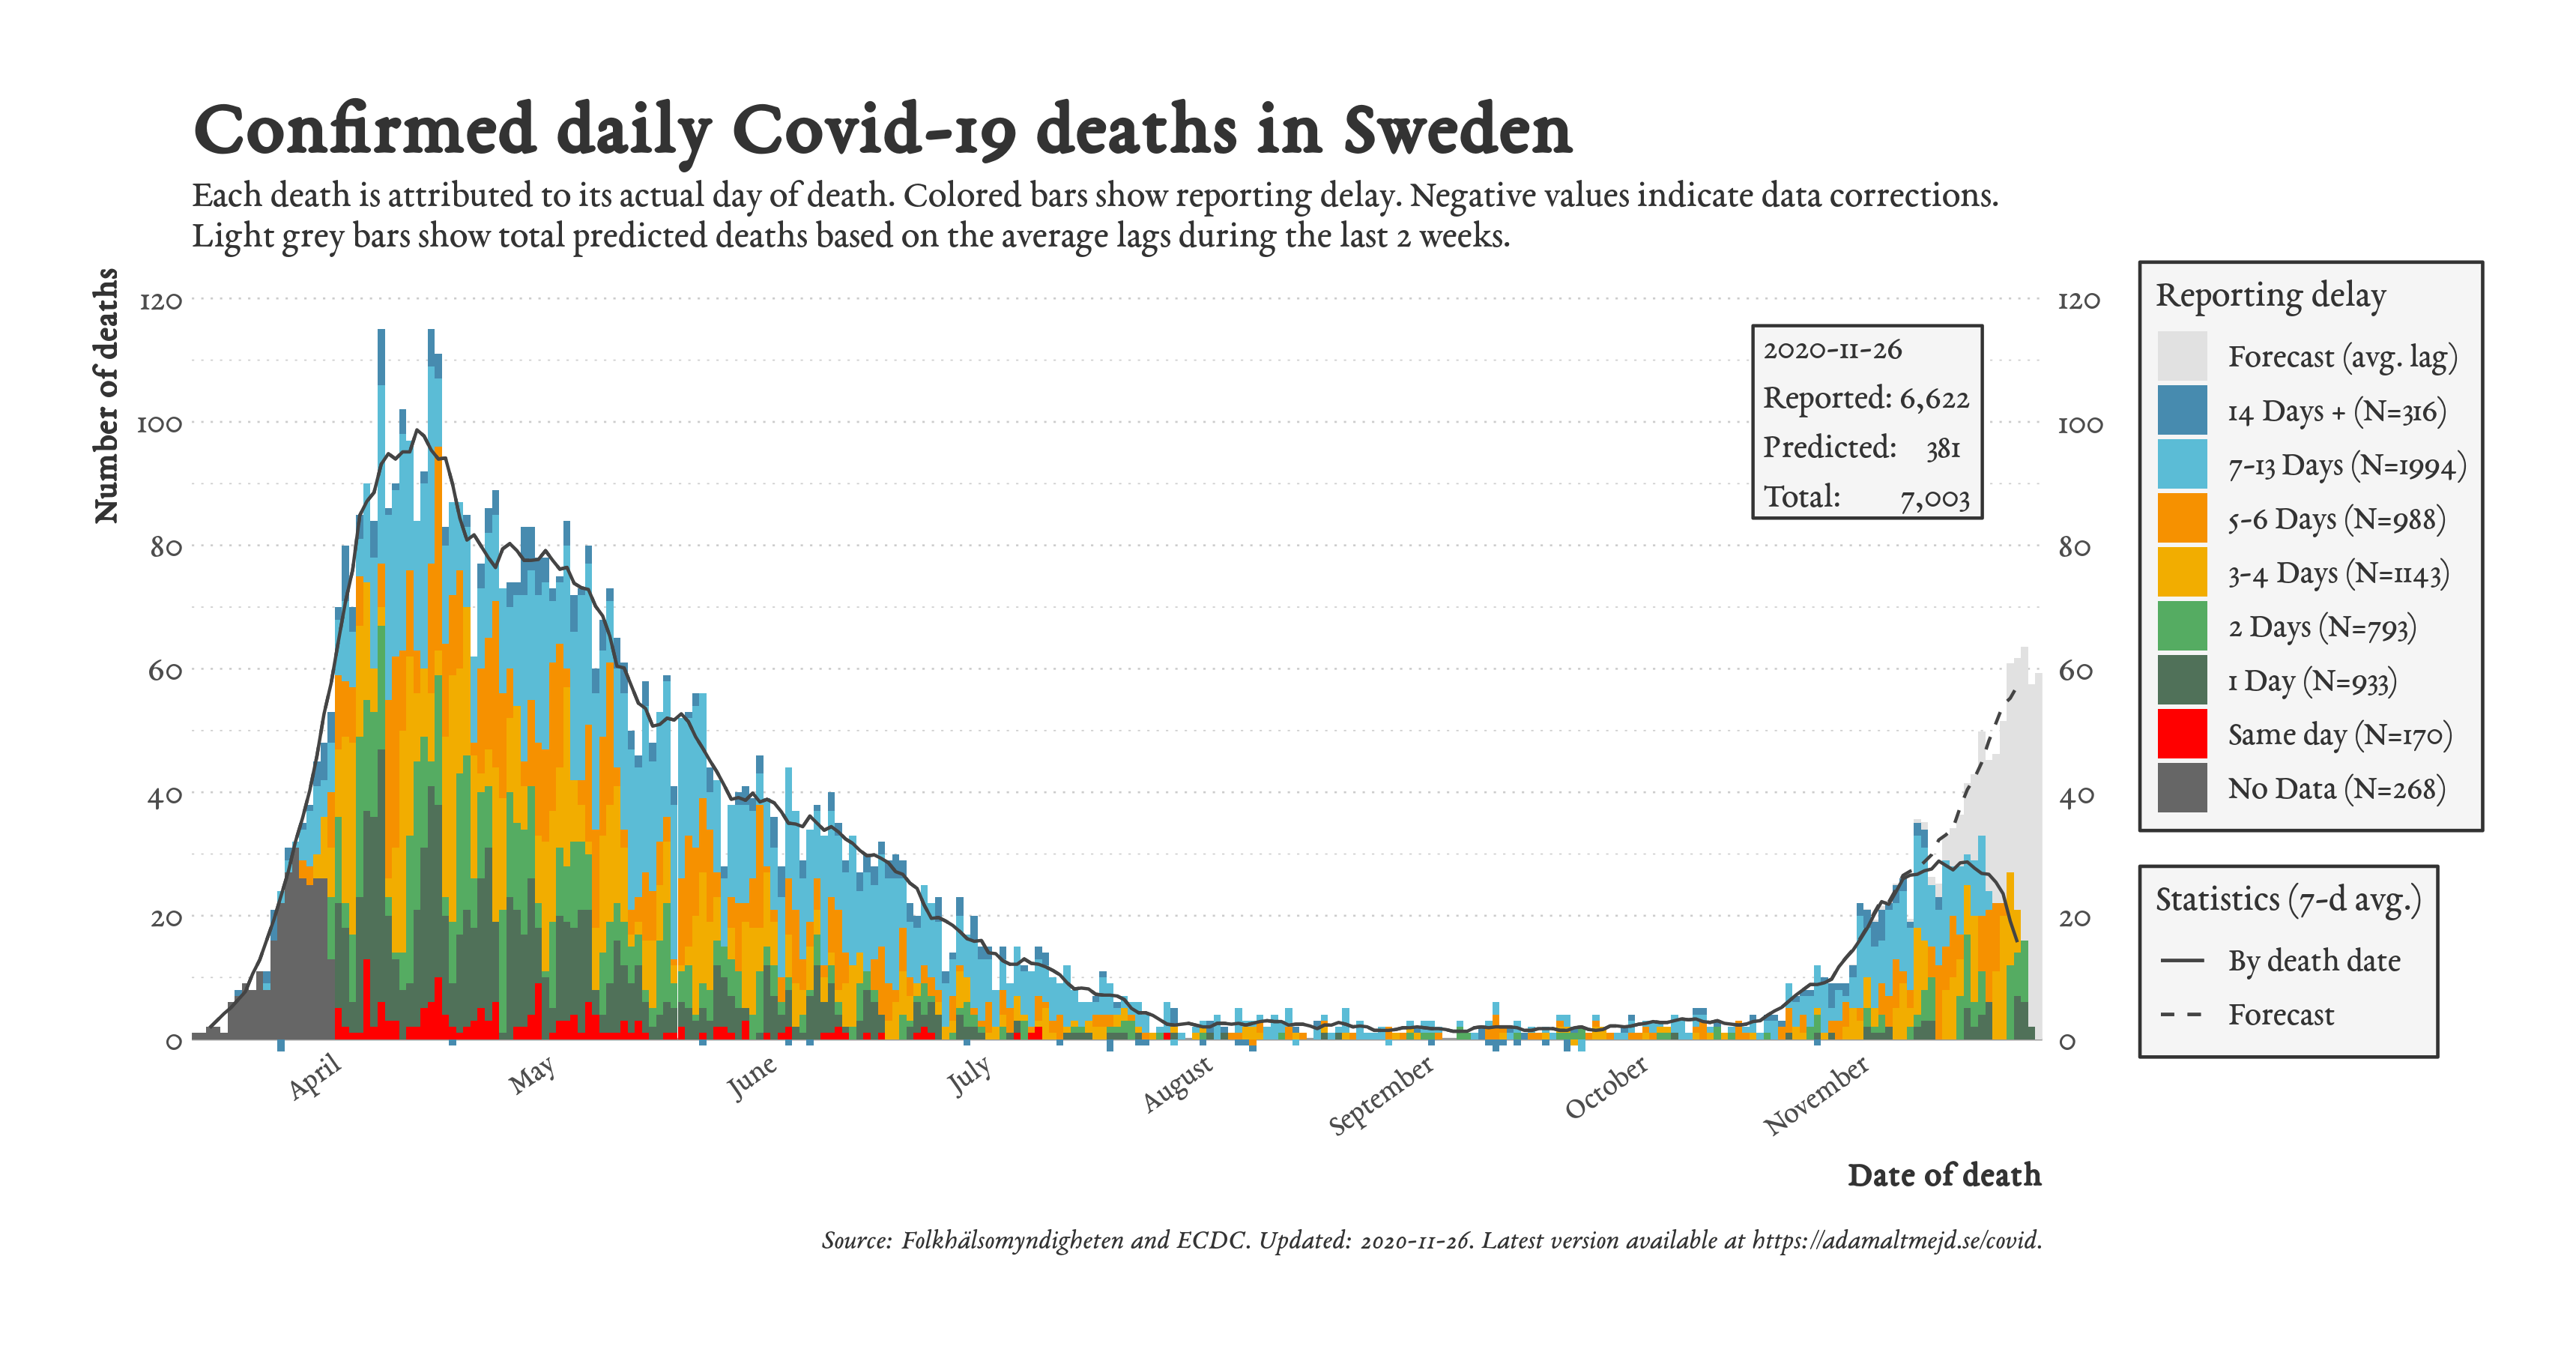 Confirmed daily Covid-19 deaths in Sweden
Each death is attributed to its actual day of death. Colored bars show reporting delay. Negative values indicate data corrections.
Light grey bars show total predicted deaths based on the average lags during the last 2 weeks.
Number of deaths
120
100
80
60
40
20
0
2020-11-26
Reported: 6,622
Predicted: 381
Total: 7,003
120
100
80
60
40
20
0
April
May
June
July
August
September
October
November
Date of death
Reporting delay
Forecast (avg. lag)
14 Days + (N=316)
7-13 Days (N=1994)
5-6 Days (N=988)
3-4 Days (N=1143)
2 Days (N=793)
1 Day (N=933)
Same day (N=170)
No Data (N=268)
Statistics (7-d avg.)
By death date
Forecast
Source: Folkhälsomyndigheten and ECDC. Updated: 2020-11-26. Latest version available at https://adamaltmejd.se/covid.